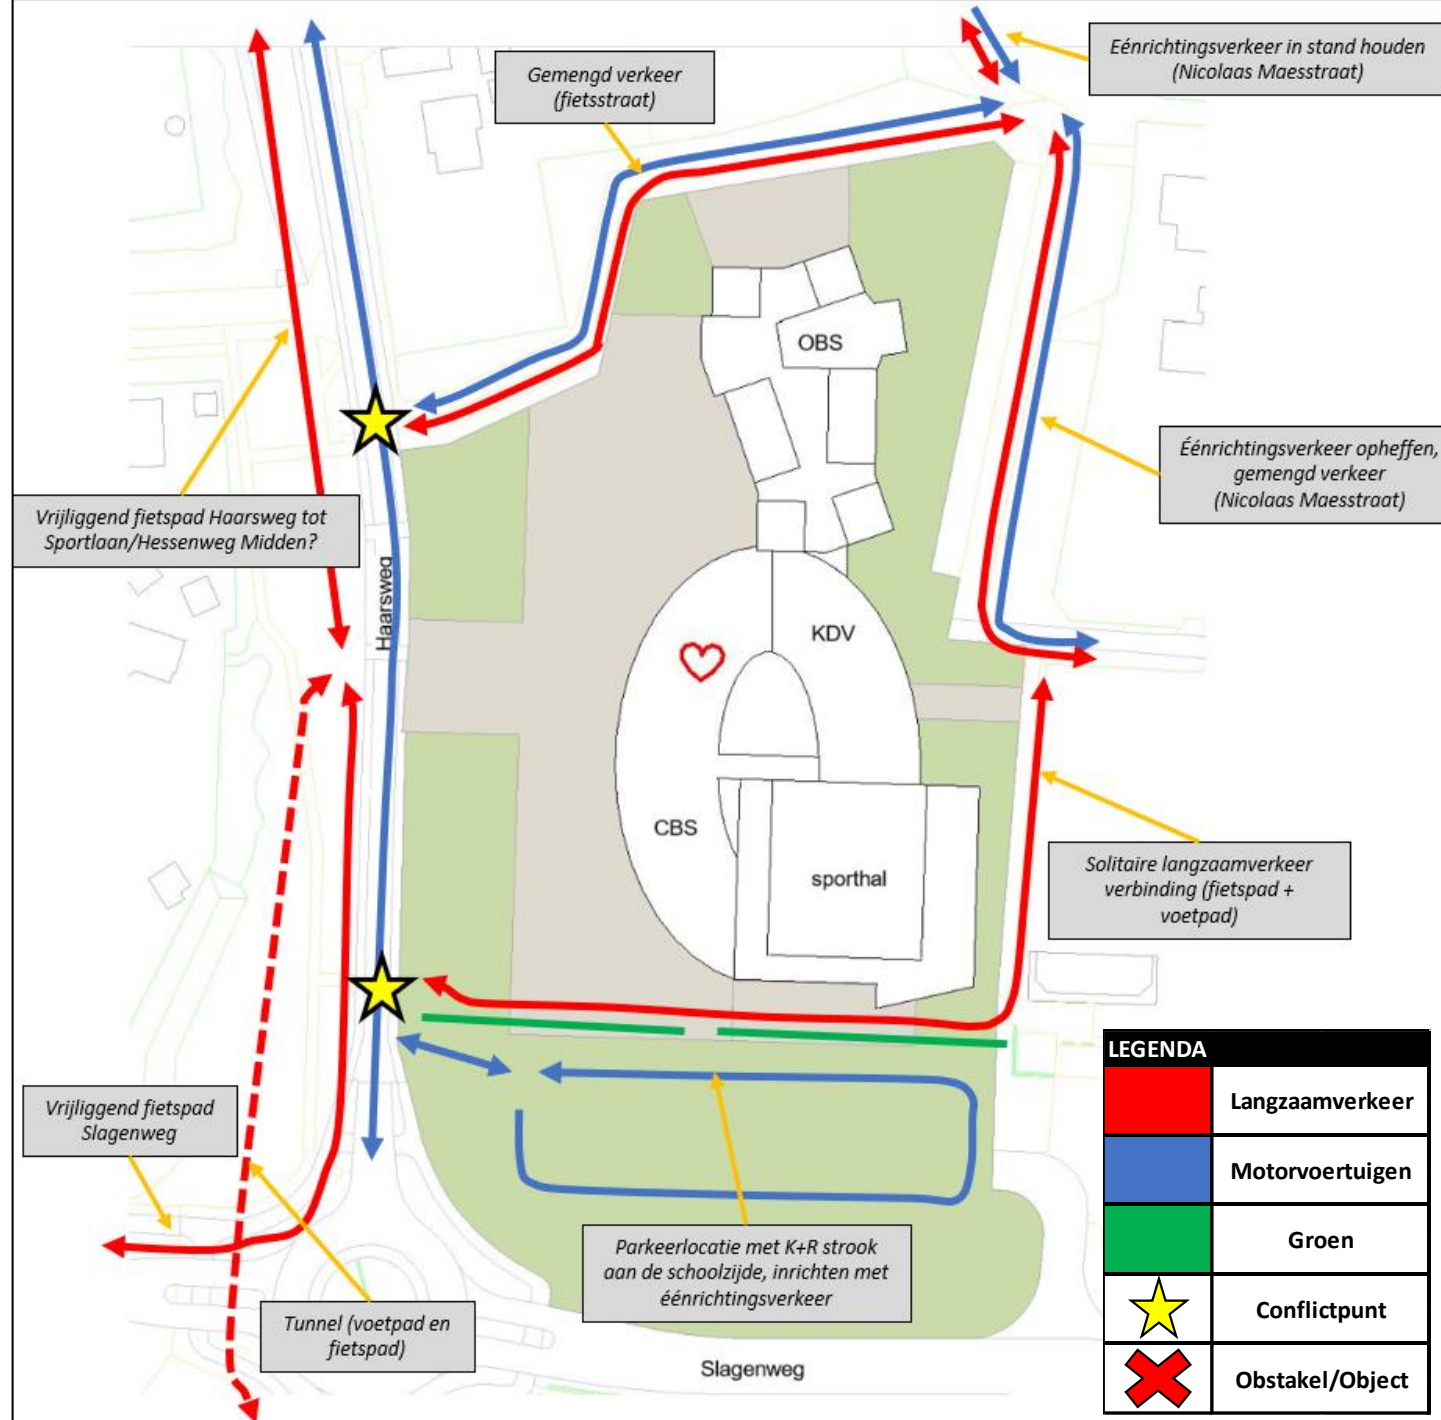 Eénrichtingsverkeer in stand houden
(Nicolaas Maesstraat)
Gemengd verkeer
(fietsstraat)
OBS
Éénrichtingsverkeer opheffen,
gemengd verkeer
(Nicolaas Maesstraat)
Vrijliggend fietspad Haarsweg tot
Sportlaan/Hessenweg Midden?
Haarsweg
KDV
CBS
sporthal
Solitaire langzaamverkeer
verbinding (fietspad +
voetpad)
Vrijliggend fietspad
Slagenweg
Parkeerlocatie met K+R strook
aan de schoolzijde, inrichten met
éénrichtingsverkeer
Tunnel (voetpad en
fietspad)
Slagenweg
LEGENDA
Langzaamverkeer
Motorvoertuigen
Groen
Conflictpunt
Obstakel/Object